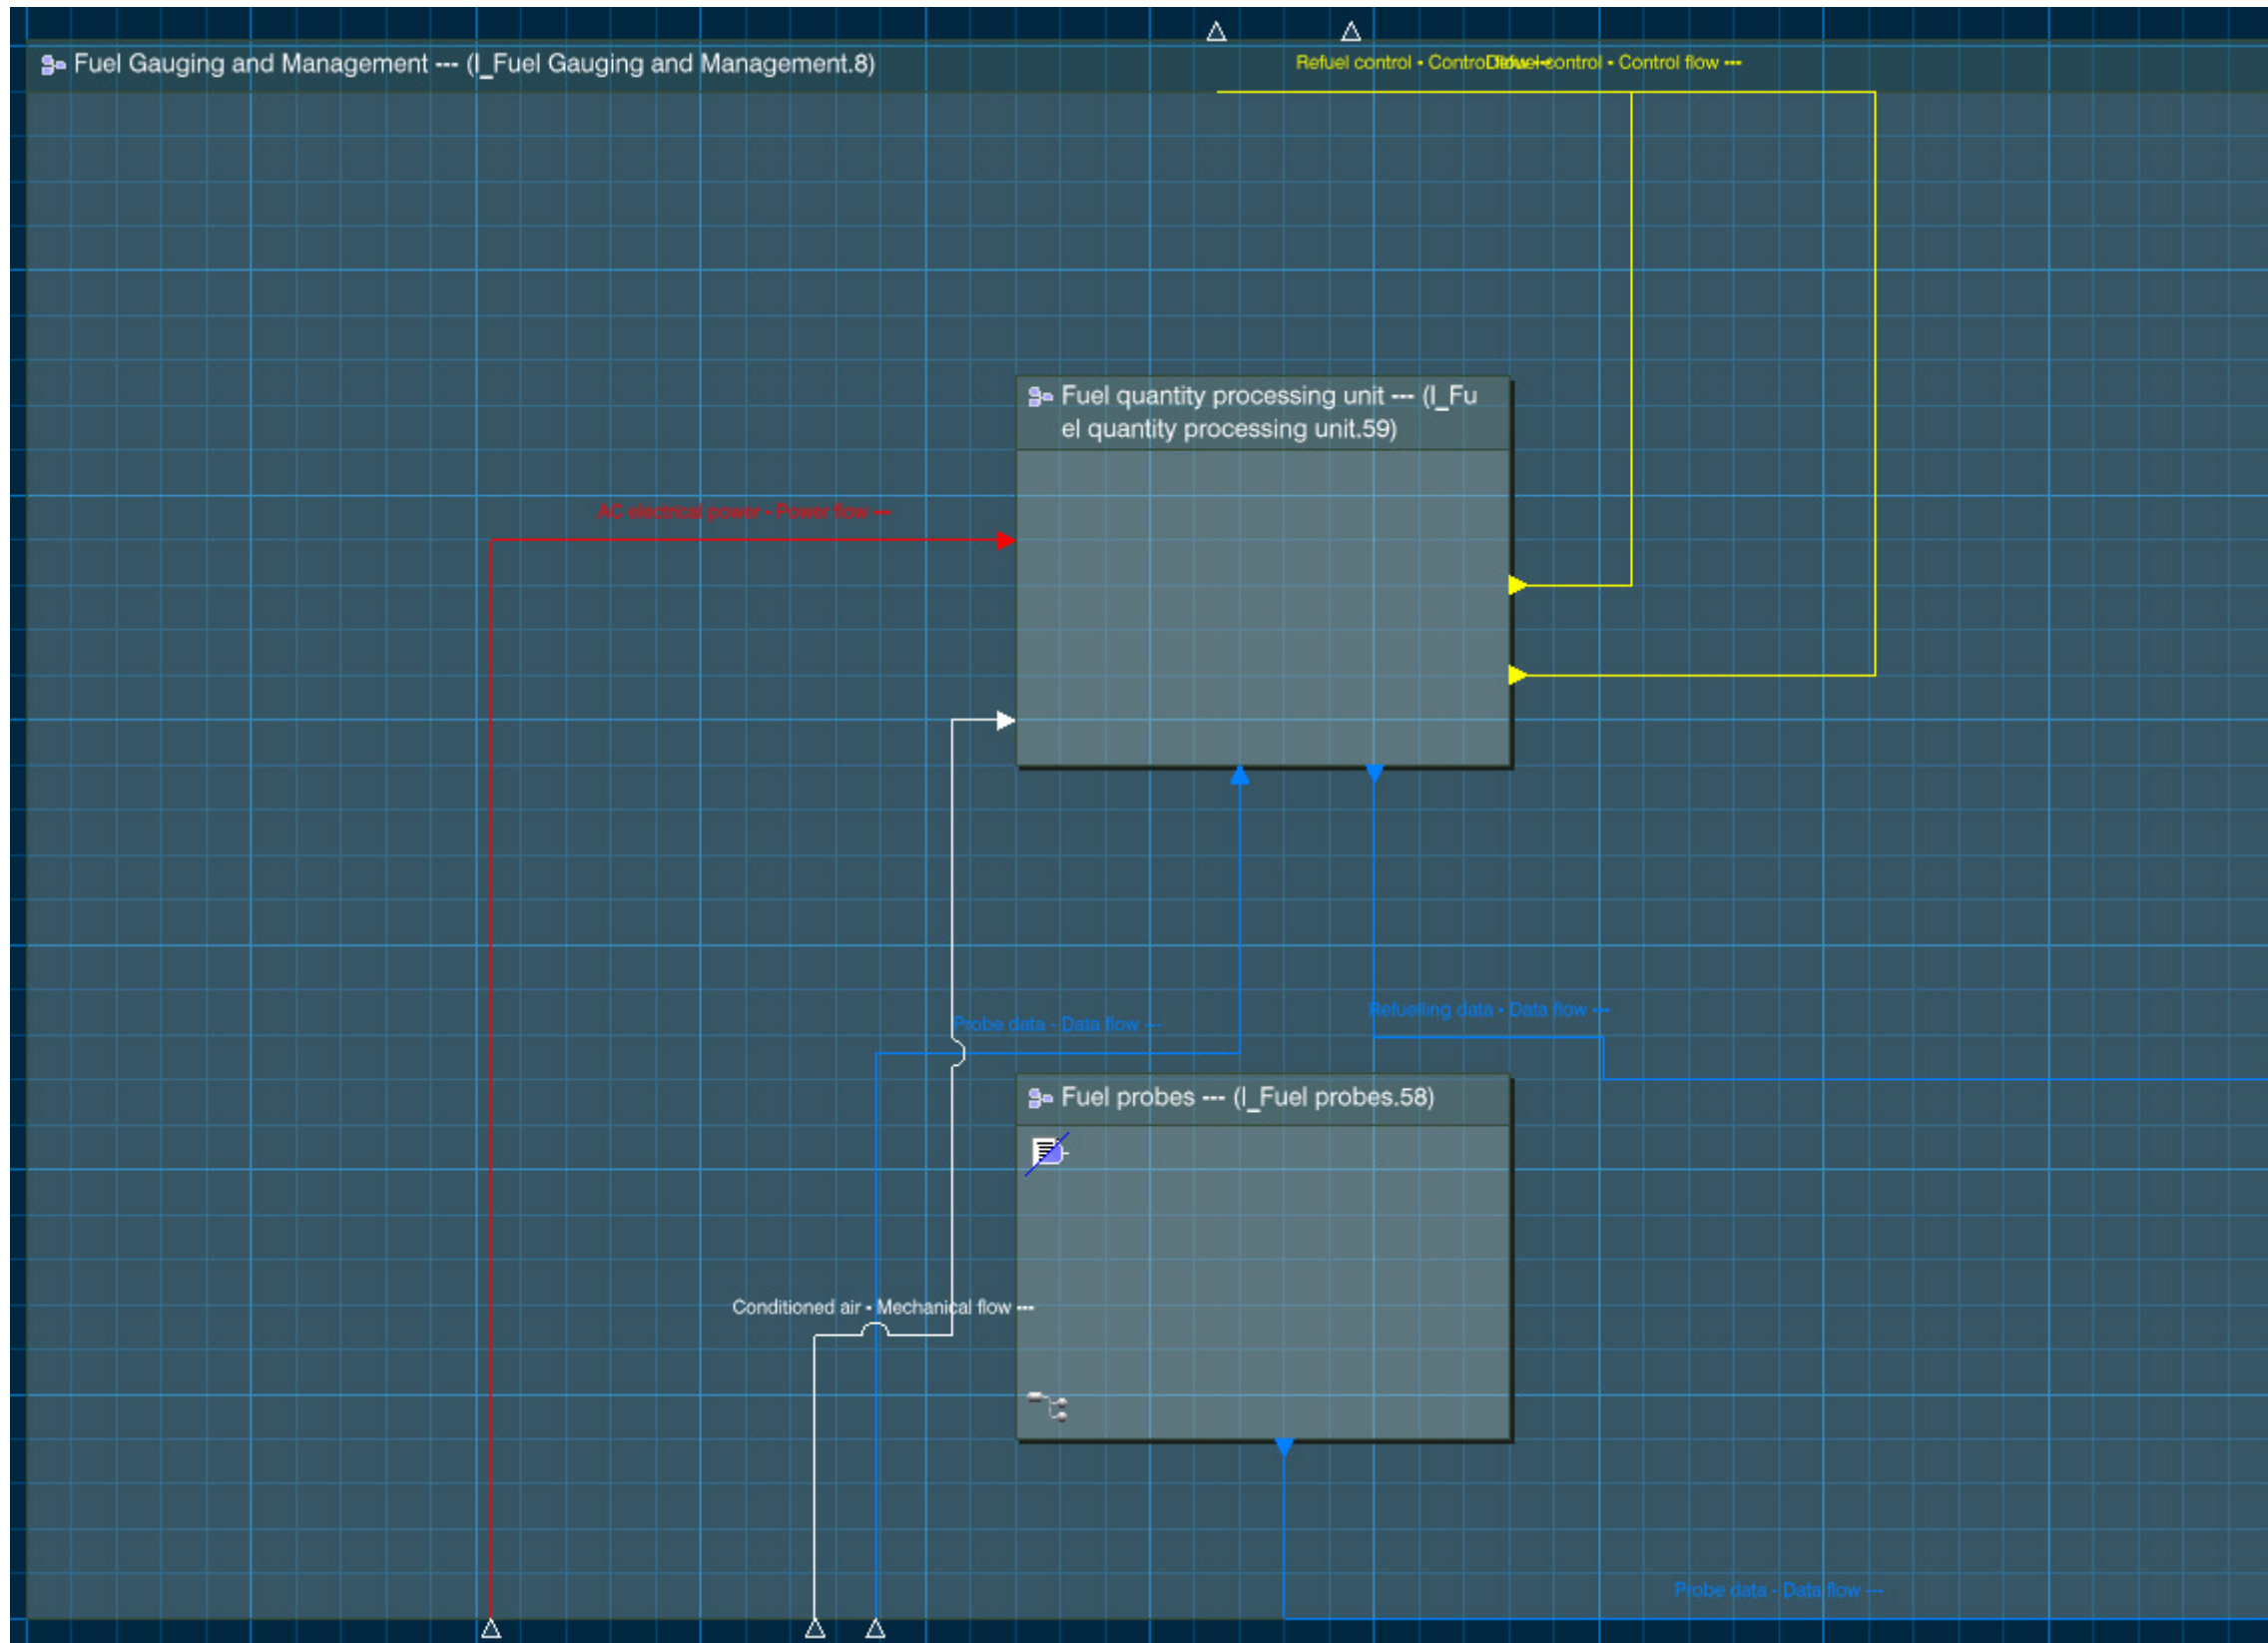 Fuel Gauging and Management --- (I_Fuel Gauging and Management.8)
Refuel control - Control flow ---
Defuel control - Control flow ---
Fuel quantity processing unit --- (I_Fu
el quantity processing unit.59)
AC electrical power - Power flow ---
Refuelling data - Data flow ---
Probe data - Data flow ---
Fuel probes --- (I_Fuel probes.58)
Conditioned air - Mechanical flow ---
Probe data - Data flow ---